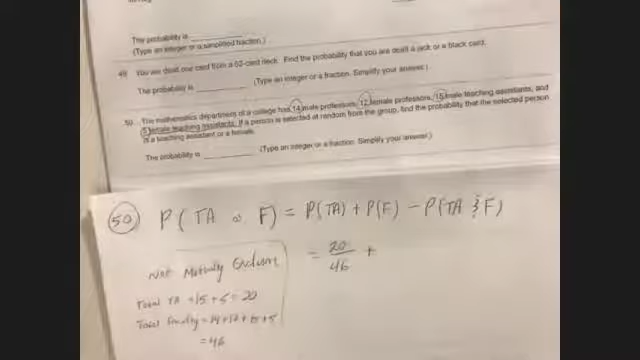 The probability is
(Type an integer or a simplified fraction.)
49. You are dealt one card from a 52-card deck. Find the probability that you are dealt a jack or a black card.
The probability is (Type an integer or a fraction. Simplify your answer.)
50. The mathematics department of a college has 14 male professors, 12 female professors, 15 male teaching assistants, and
5 female teaching assistants. If a person is selected at random from the group, find the probability that the selected person
is a teaching assistant or a female.
The probability is (Type an integer or a fraction. Simplify your answer.)
50 P(TA or F) = P(TA) + P(F) - P(TA & F)
Not Mutually Exclusive
= 20/46 +
Total TA = 15 + 5 = 20
Total Faculty = 14+12+15+5
= 46